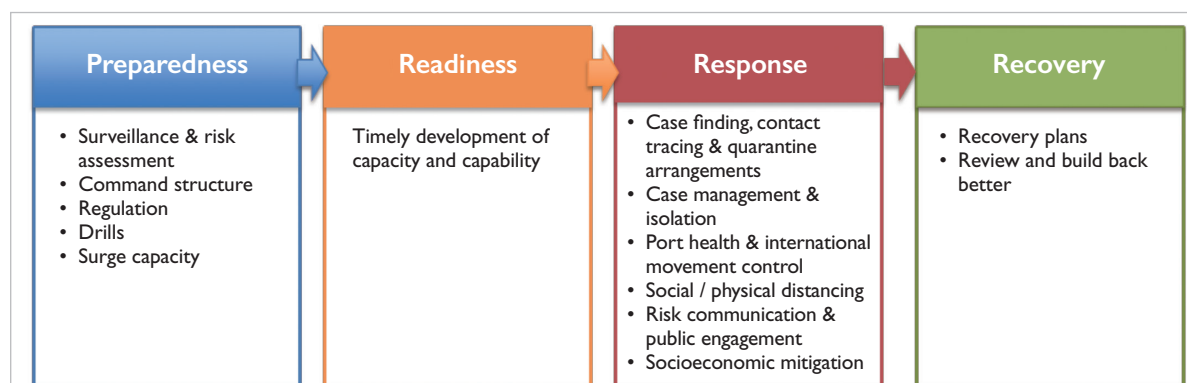 Preparedness
Readiness
Response
Recovery
• Surveillance & risk
assessment
• Command structure
• Regulation
• Drills
• Surge capacity
Timely development of
capacity and capability
• Case finding, contact
tracing & quarantine
arrangements
• Case management &
isolation
• Port health & international
movement control
• Social / physical distancing
• Risk communication &
public engagement
• Socioeconomic mitigation
• Recovery plans
• Review and build back
better